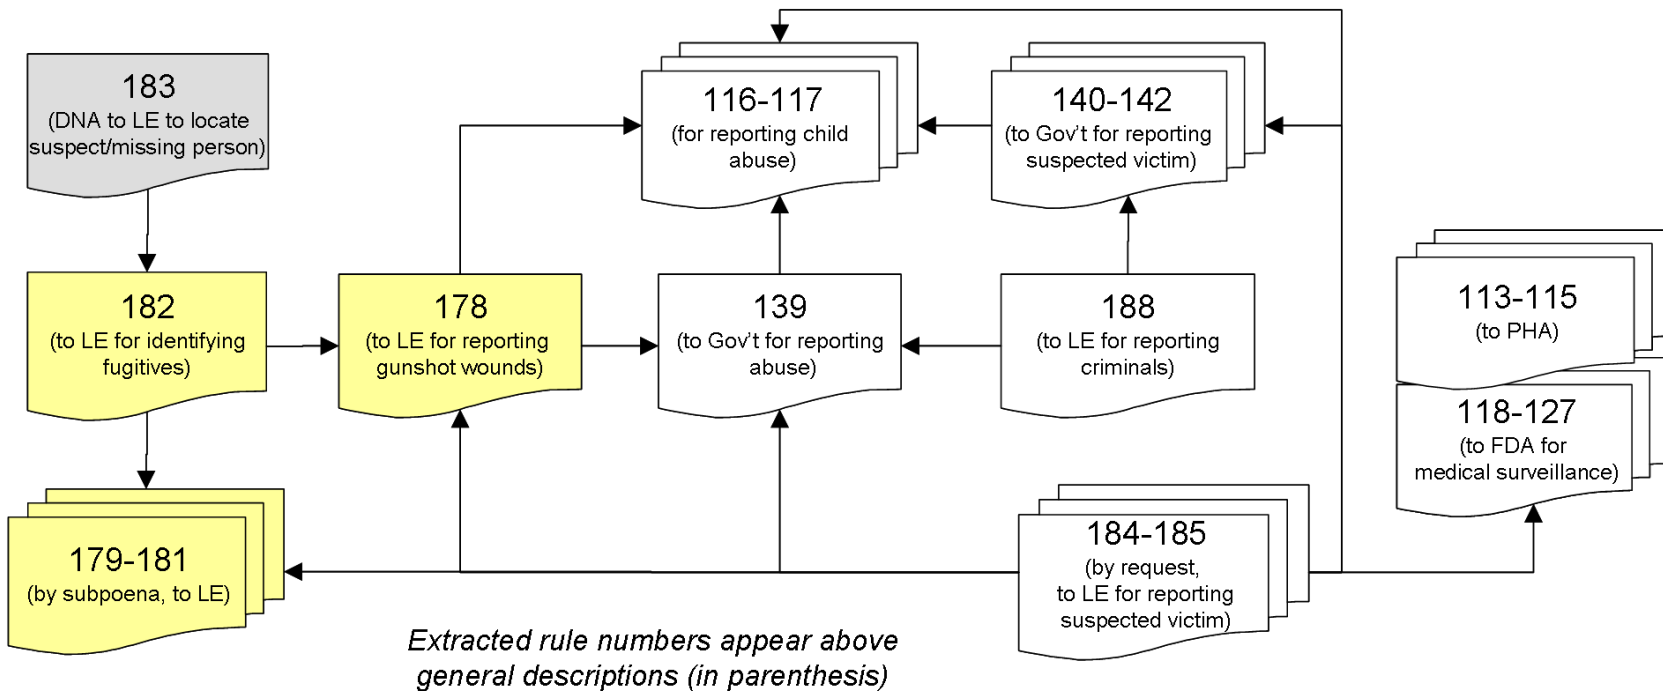 183
(DNA to LE to locate
suspect/missing person)
116-117
(for reporting child
abuse)
140-142
(to Gov't for reporting
suspected victim)
182
(to LE for identifying
fugitives)
178
(to LE for reporting
gunshot wounds)
139
(to Gov't for reporting
abuse)
188
(to LE for reporting
criminals)
113-115
(to PHA)
118-127
(to FDA for
medical surveillance)
179-181
(by subpoena, to LE)
184-185
(by request,
to LE for reporting
suspected victim)
Extracted rule numbers appear above
general descriptions (in parenthesis)